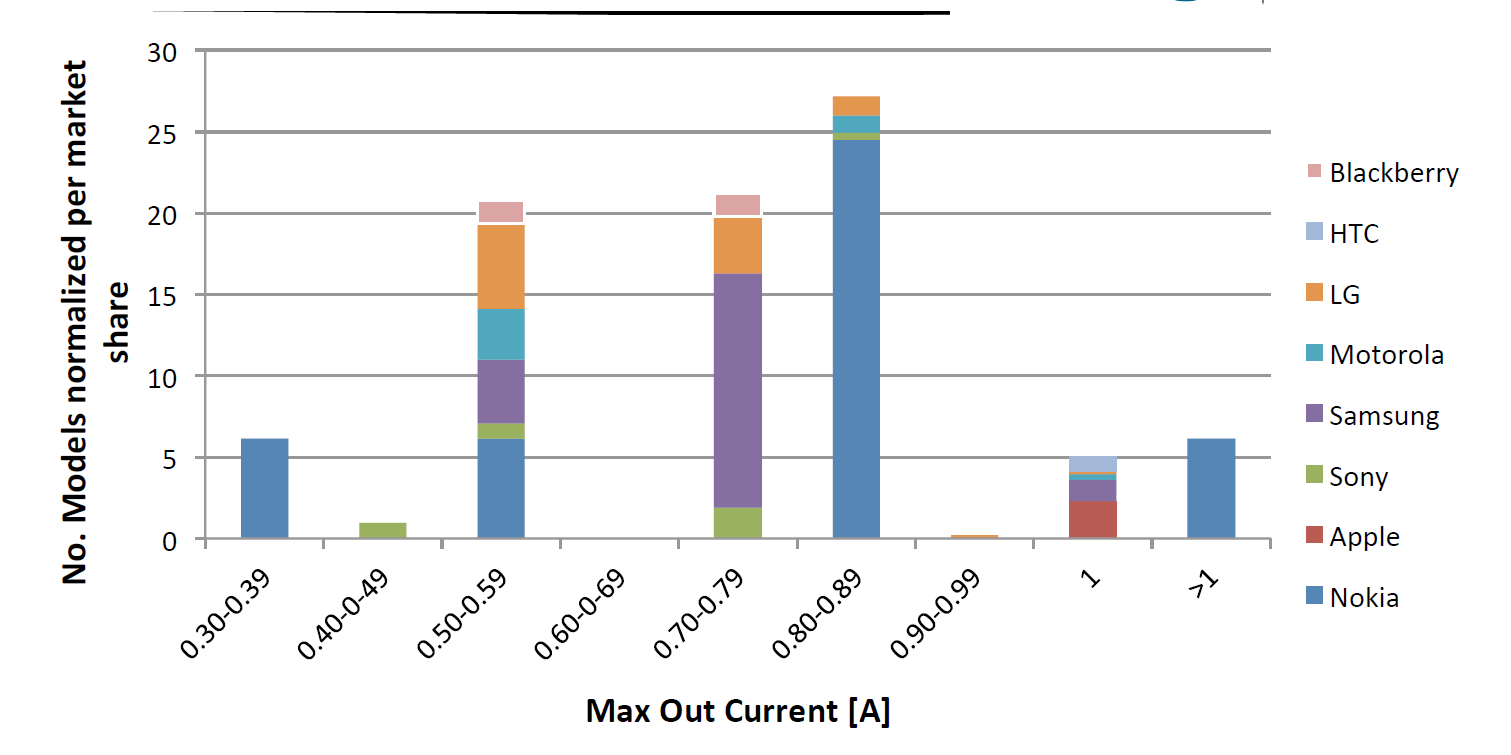 No. Models normalized per market
share
30
25
20
15
10
5
0
0.30-0.39
0.40-0-49
0.50-0.59
0.60-0-69
0.70-0.79
0.80-0.89
0.90-0.99
1
>1
Max Out Current [A]
Blackberry
HTC
LG
Motorola
Samsung
Sony
Apple
Nokia